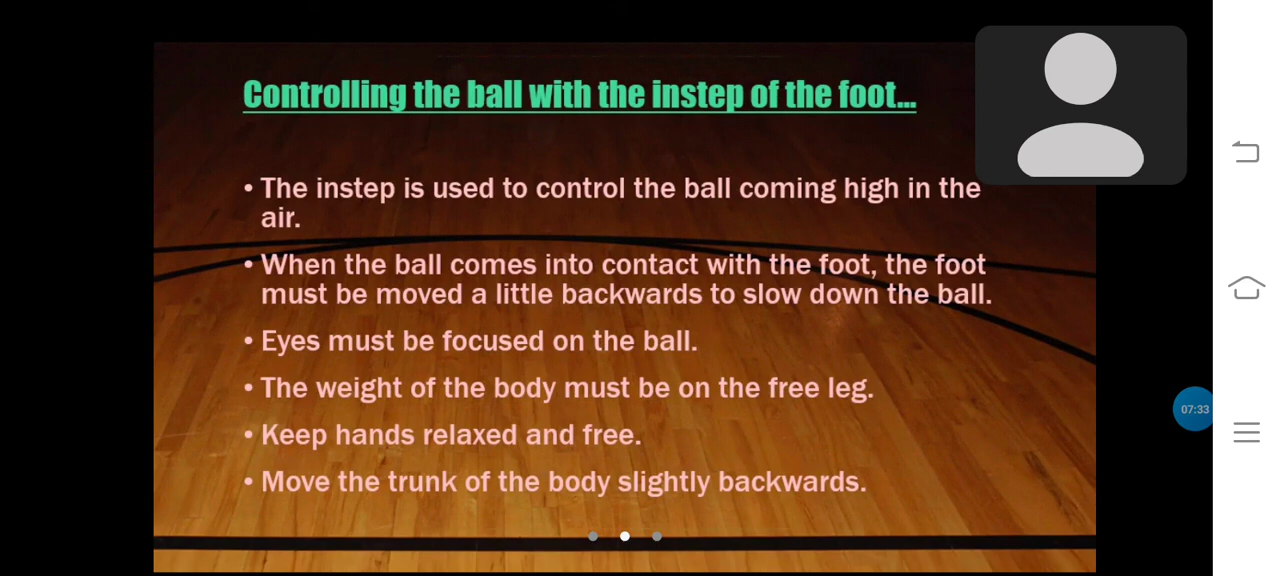 Controlling the ball with the instep of the foot...
• The instep is used to control the ball coming high in the
air.
• When the ball comes into contact with the foot, the foot
must be moved a little backwards to slow down the ball.
• Eyes must be focused on the ball.
• The weight of the body must be on the free leg.
• Keep hands relaxed and free.
• Move the trunk of the body slightly backwards.
07:33